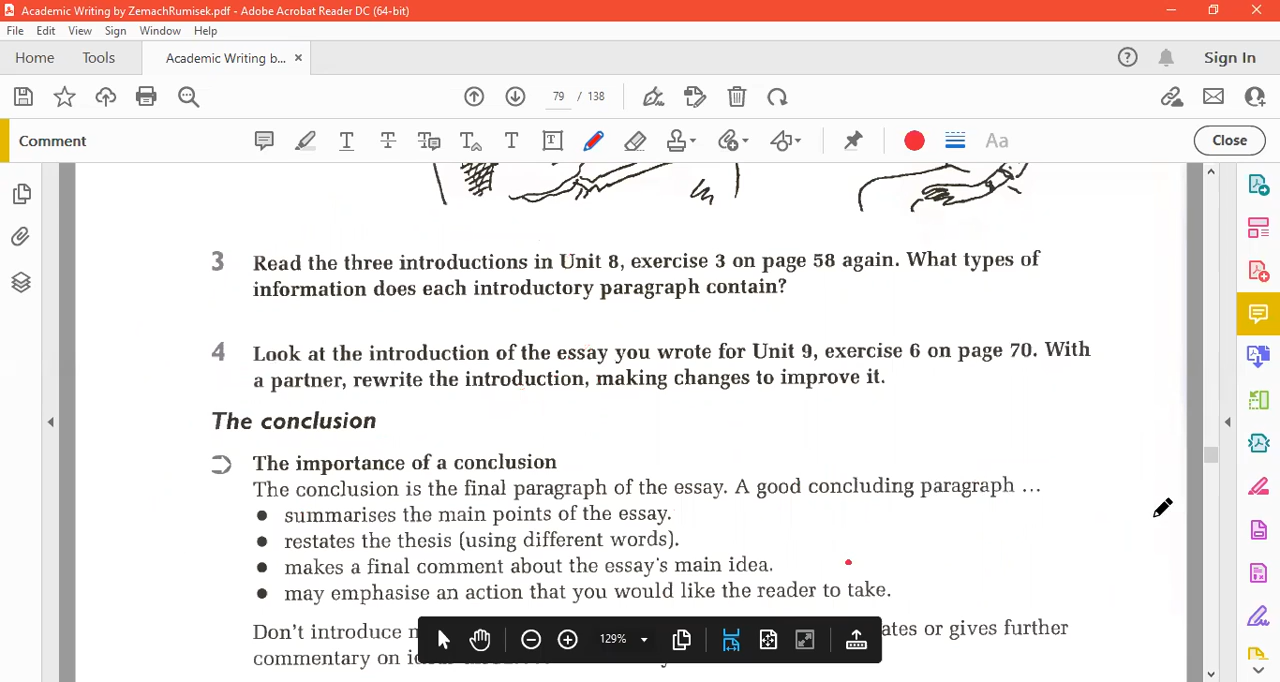 Academic Writing by ZemachRumisek.pdf - Adobe Acrobat Reader DC (64-bit)
File Edit View Sign Window Help
Home Tools Academic Writing b... × Sign In
79 / 138
Comment Close
3 Read the three introductions in Unit 8, exercise 3 on page 58 again. What types of
information does each introductory paragraph contain?
4 Look at the introduction of the essay you wrote for Unit 9, exercise 6 on page 70. With
a partner, rewrite the introduction, making changes to improve it.
The conclusion
The importance of a conclusion
The conclusion is the final paragraph of the essay. A good concluding paragraph …
● summarises the main points of the essay.
● restates the thesis (using different words).
● makes a final comment about the essay's main idea.
● may emphasise an action that you would like the reader to take.
Don't introduce ates or gives further
commentary on
129%